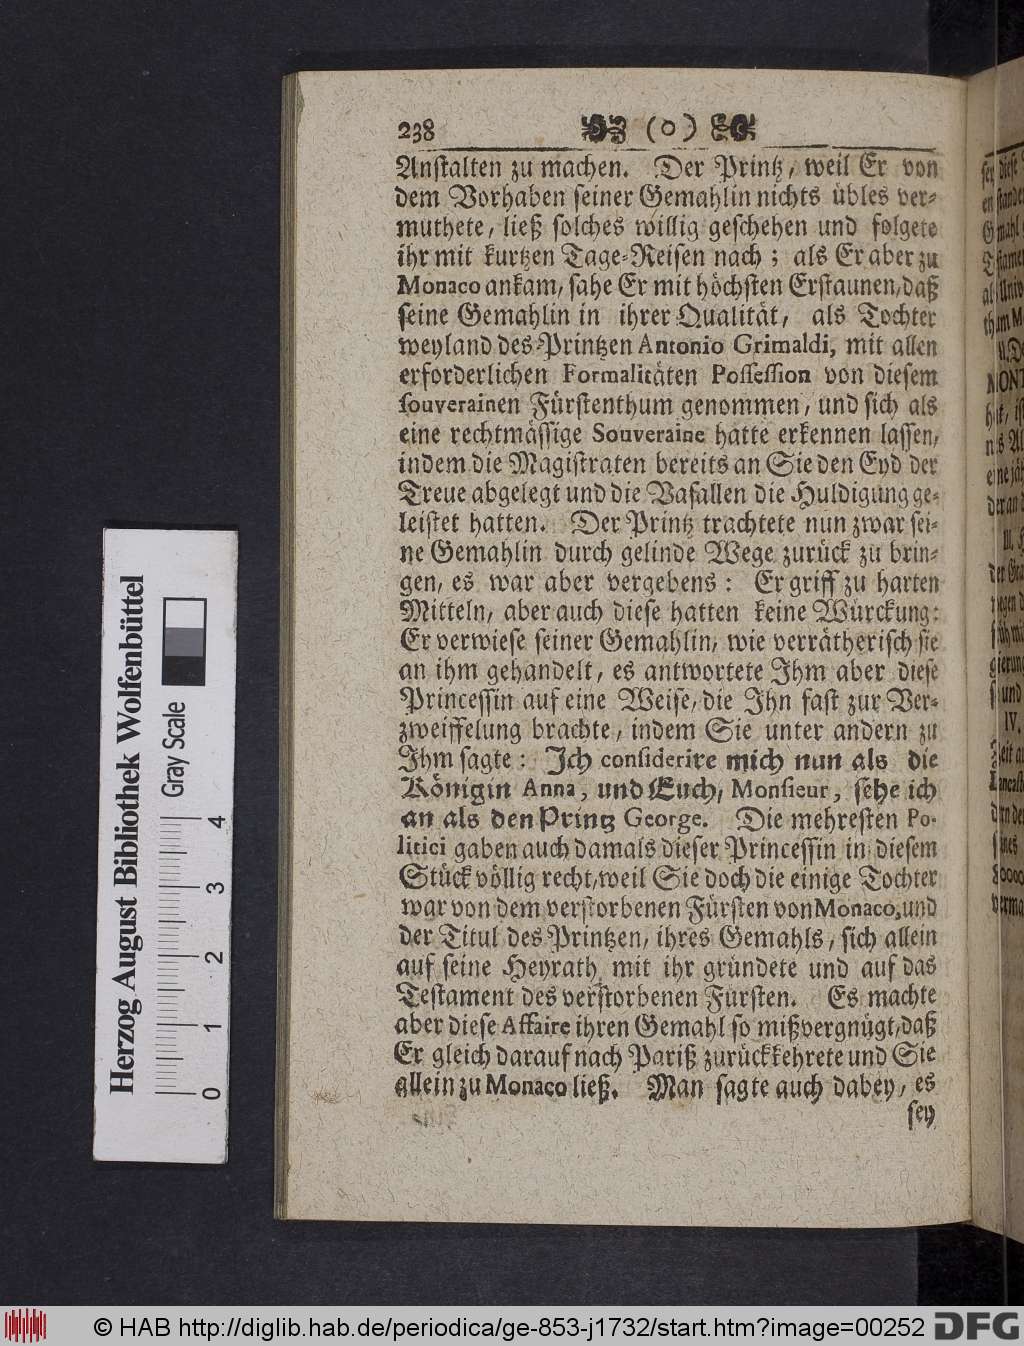 238 (o)
Anstalten zu machen. Der Printz, weil Er von
dem Vorhaben seiner Gemahlin nichts übles ver-
muthete, ließ solches willig geschehen und folgete
ihr mit kurtzen Tage-Reisen nach; als Er aber zu
Monaco ankam, sahe Er mit höchsten Erstaunen, daß
seine Gemahlin in ihrer Qualität, als Tochter
weyland des Printzen Antonio Grimaldi, mit allen
erforderlichen Formalitäten Possession von diesem
souverainen Fürstenthum genommen, und sich als
eine rechtmässige Souveraine hatte erkennen lassen,
indem die Magistraten bereits an Sie den Eyd der
Treue abgelegt und die Vasallen die Huldigung ge-
leistet hatten. Der Printz trachtete nun zwar sei-
ne Gemahlin durch gelinde Wege zurück zu brin-
gen, es war aber vergebens: Er griff zu harten
Mitteln, aber auch diese hatten keine Würckung:
Er verwiese seiner Gemahlin, wie verrätherisch sie
an ihm gehandelt, es antwortete Ihm aber diese
Princessin auf eine Weise, die Ihn fast zur Ver-
zweiffelung brachte, indem Sie unter andern zu
Ihm sagte: Ich considerire mich nun als die
Königin Anna, und Euch, Monsieur, sehe ich
an als den Printz George. Die mehresten Po-
litici gaben auch damals dieser Princessin in diesem
Stück völlig recht, weil Sie doch die einige Tochter
war von dem verstorbenen Fürsten von Monaco, und
der Titul des Printzen, ihres Gemahls, sich allein
auf seine Heyrath mit ihr gründete und auf das
Testament des verstorbenen Fürsten. Es machte
aber diese Affaire ihren Gemahl so mißvergnügt, daß
Er gleich darauf nach Pariß zurückkehrete und Sie
allein zu Monaco ließ. Man sagte auch dabey, es
sey
Herzog August Bibliothek Wolfenbüttel
Gray Scale
0 1 2 3 4
© HAB http://diglib.hab.de/periodica/ge-853-j1732/start.htm?image=00252
DFG